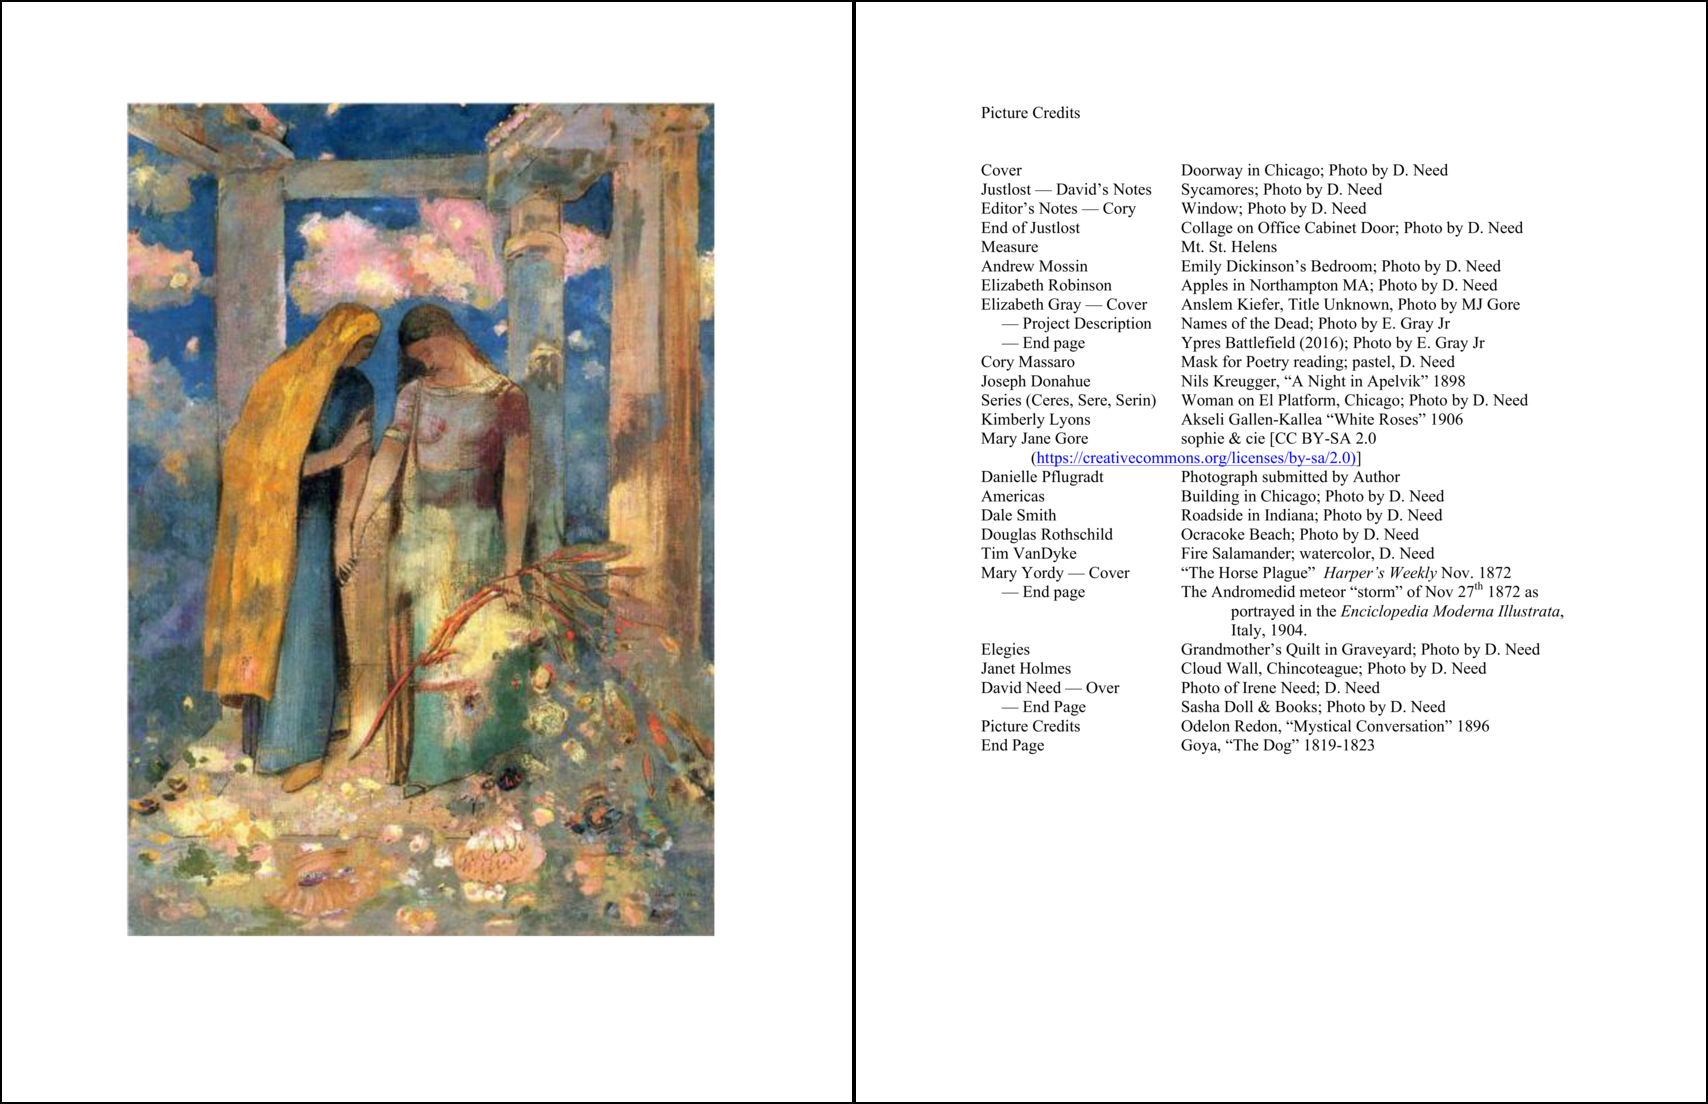 Picture Credits
Cover Doorway in Chicago; Photo by D. Need
Justlost — David’s Notes Sycamores; Photo by D. Need
Editor’s Notes — Cory Window; Photo by D. Need
End of Justlost Collage on Office Cabinet Door; Photo by D. Need
Measure Mt. St. Helens
Andrew Mossin Emily Dickinson’s Bedroom; Photo by D. Need
Elizabeth Robinson Apples in Northampton MA; Photo by D. Need
Elizabeth Gray — Cover Anslem Kiefer, Title Unknown, Photo by MJ Gore
— Project Description Names of the Dead; Photo by E. Gray Jr
— End page Ypres Battlefield (2016); Photo by E. Gray Jr
Cory Massaro Mask for Poetry reading; pastel, D. Need
Joseph Donahue Nils Kreugger, “A Night in Apelvik” 1898
Series (Ceres, Sere, Serin) Woman on El Platform, Chicago; Photo by D. Need
Kimberly Lyons Akseli Gallen-Kallea “White Roses” 1906
Mary Jane Gore sophie & cie [CC BY-SA 2.0
(https://creativecommons.org/licenses/by-sa/2.0)]
Danielle Pflugradt Photograph submitted by Author
Americas Building in Chicago; Photo by D. Need
Dale Smith Roadside in Indiana; Photo by D. Need
Douglas Rothschild Ocracoke Beach; Photo by D. Need
Tim VanDyke Fire Salamander; watercolor, D. Need
Mary Yordy — Cover “The Horse Plague” Harper’s Weekly Nov. 1872
— End page The Andromedid meteor “storm” of Nov 27th 1872 as
portrayed in the Enciclopedia Moderna Illustrata,
Italy, 1904.
Elegies Grandmother’s Quilt in Graveyard; Photo by D. Need
Janet Holmes Cloud Wall, Chincoteague; Photo by D. Need
David Need — Over Photo of Irene Need; D. Need
— End Page Sasha Doll & Books; Photo by D. Need
Picture Credits Odelon Redon, “Mystical Conversation” 1896
End Page Goya, “The Dog” 1819-1823